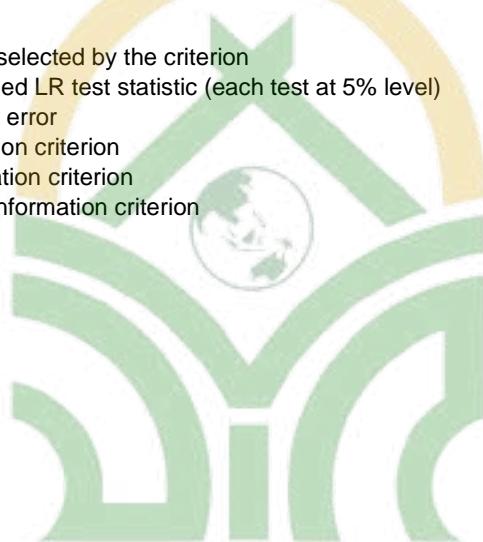 selected by the criterion
ed LR test statistic (each test at 5% level)
error
on criterion
ation criterion
nformation criterion